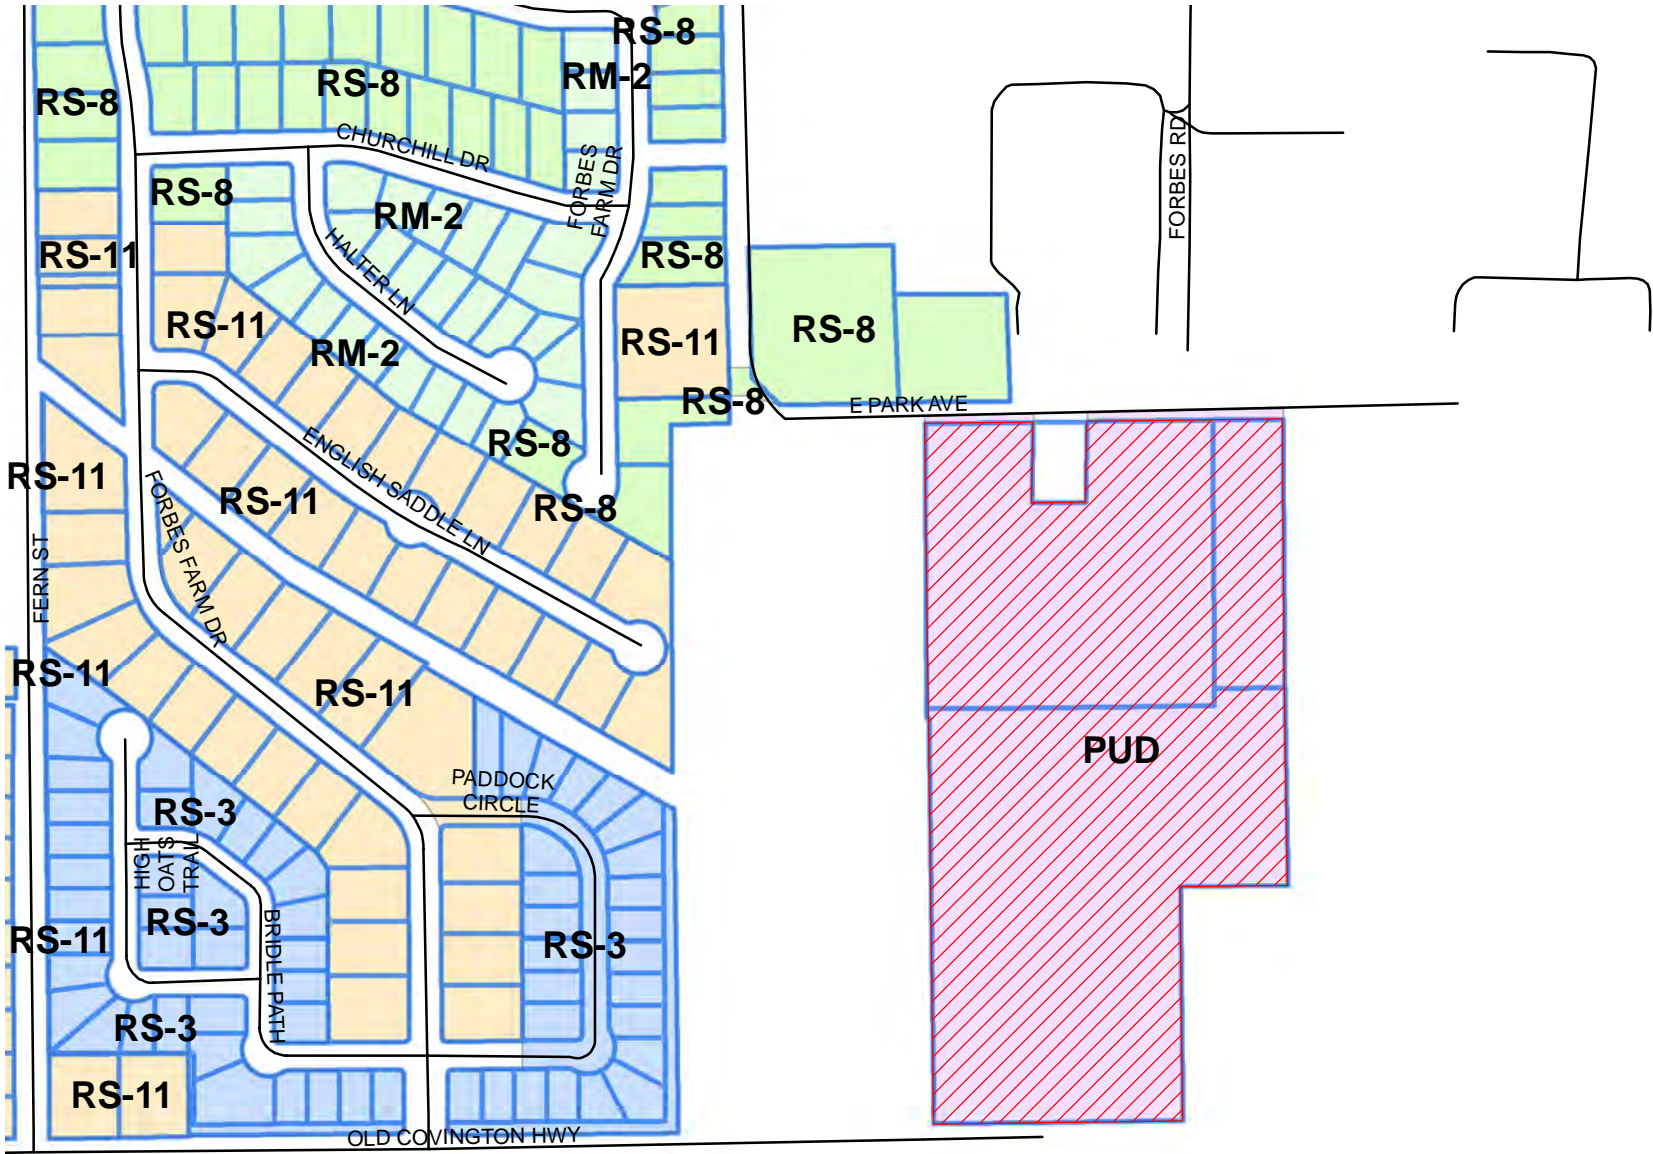 RS-8
RM-2
RS-8
RS-8
CHURCHILL DR
FORBES
FARM DR
FORBES RD
RS-8
RM-2
RS-11
RS-8
HALTER LN
RS-11
RM-2
RS-11
RS-8
RS-8
E PARK AVE
ENGLISH SADDLE LN
RS-8
RS-11
RS-11
RS-8
FORBES FARM DR
FERN ST
RS-11
RS-11
PUD
PADDOCK
CIRCLE
RS-3
HIGH
OATS
TRAIL
RS-3
RS-11
BRIDLE PATH
RS-3
RS-3
RS-11
OLD COVINGTON HWY